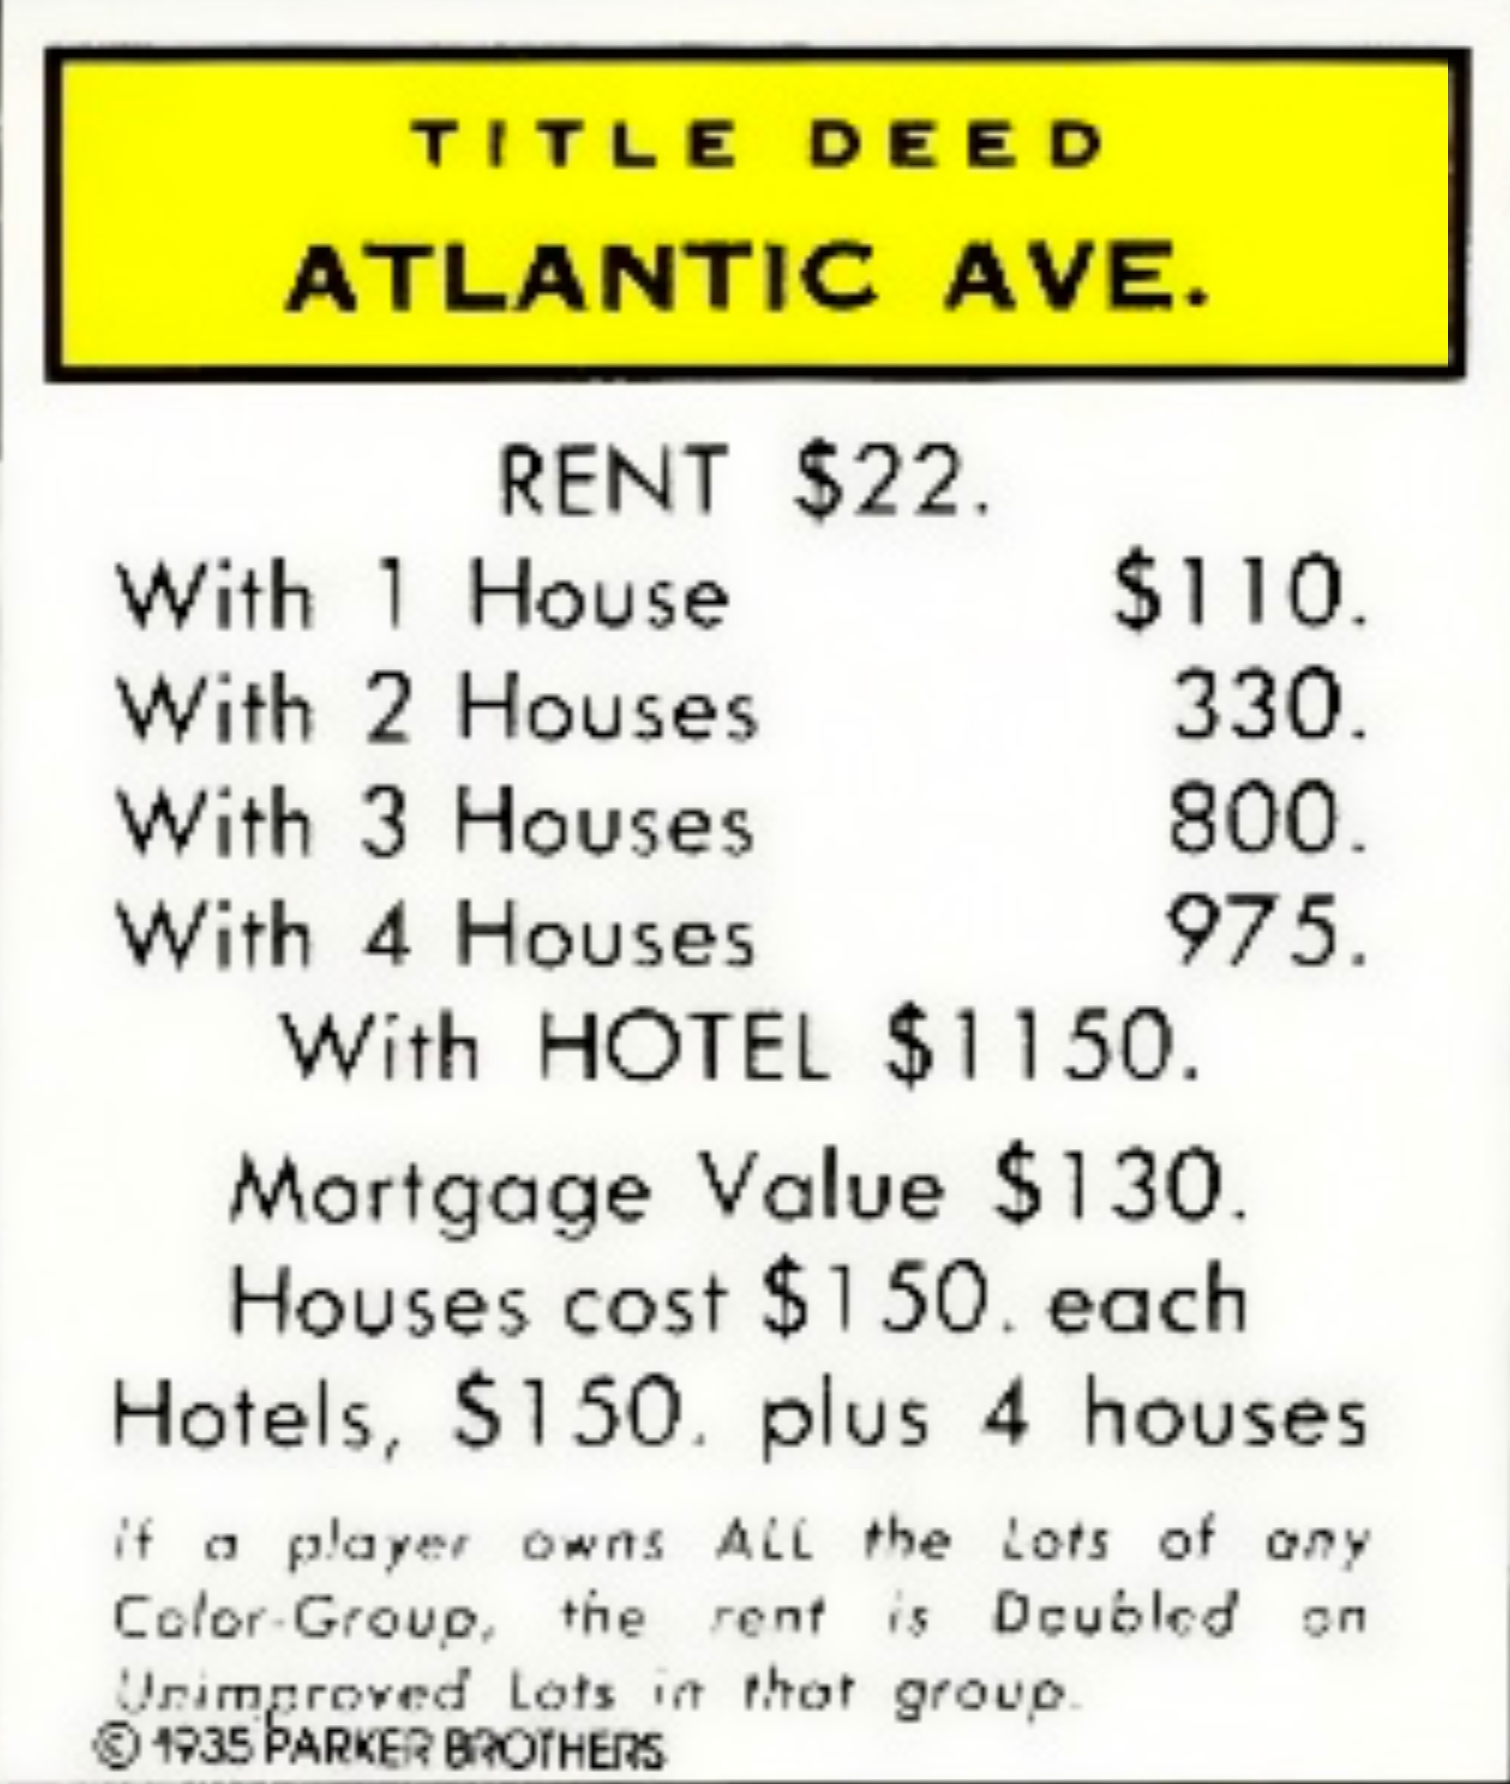 TITLE DEED
ATLANTIC AVE.
RENT $22.
With 1 House $110.
With 2 Houses 330.
With 3 Houses 800.
With 4 Houses 975.
With HOTEL $1150.
Mortgage Value $130.
Houses cost $150. each
Hotels, $150. plus 4 houses
if a player owns ALL the Lots of any
Color-Group, the rent is Doubled on
Unimproved Lots in that group.
© 1935 PARKER BROTHERS